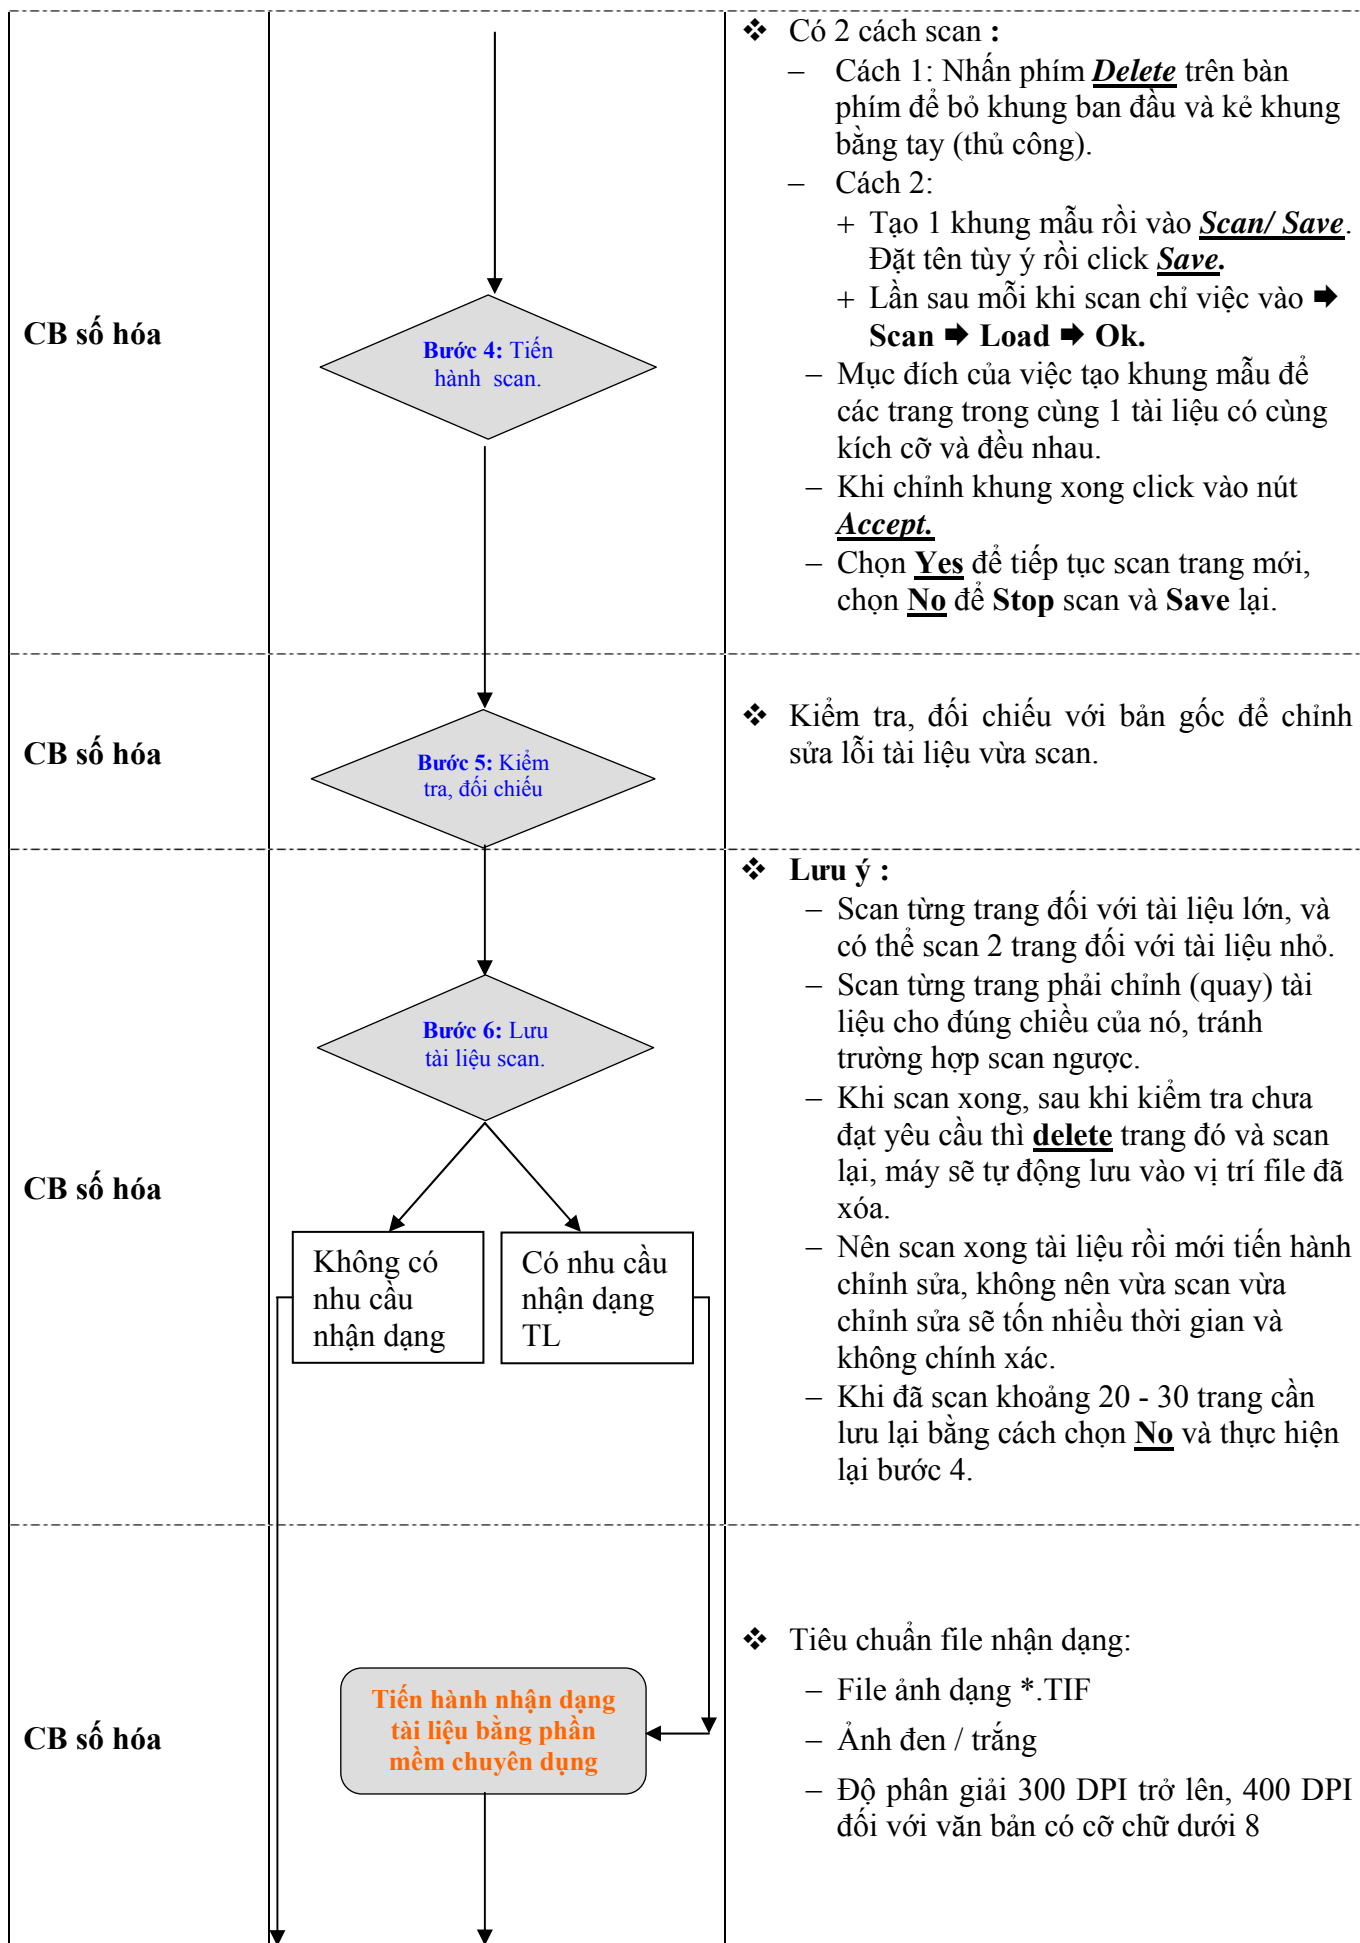 CB số hóa
Bước 4: Tiến
hành scan.
❖ Có 2 cách scan :
– Cách 1: Nhấn phím Delete trên bàn
phím để bỏ khung ban đầu và kẻ khung
bằng tay (thủ công).
– Cách 2:
+ Tạo 1 khung mẫu rồi vào Scan/ Save.
Đặt tên tùy ý rồi click Save.
+ Lần sau mỗi khi scan chỉ việc vào ➡
Scan ➡ Load ➡ Ok.
– Mục đích của việc tạo khung mẫu để
các trang trong cùng 1 tài liệu có cùng
kích cỡ và đều nhau.
– Khi chỉnh khung xong click vào nút
Accept.
– Chọn Yes để tiếp tục scan trang mới,
chọn No để Stop scan và Save lại.
CB số hóa
Bước 5: Kiểm
tra, đối chiếu
❖ Kiểm tra, đối chiếu với bản gốc để chỉnh
sửa lỗi tài liệu vừa scan.
CB số hóa
Bước 6: Lưu
tài liệu scan.
Không có
nhu cầu
nhận dạng
Có nhu cầu
nhận dạng
TL
❖ Lưu ý :
– Scan từng trang đối với tài liệu lớn, và
có thể scan 2 trang đối với tài liệu nhỏ.
– Scan từng trang phải chỉnh (quay) tài
liệu cho đúng chiều của nó, tránh
trường hợp scan ngược.
– Khi scan xong, sau khi kiểm tra chưa
đạt yêu cầu thì delete trang đó và scan
lại, máy sẽ tự động lưu vào vị trí file đã
xóa.
– Nên scan xong tài liệu rồi mới tiến hành
chỉnh sửa, không nên vừa scan vừa
chỉnh sửa sẽ tốn nhiều thời gian và
không chính xác.
– Khi đã scan khoảng 20 - 30 trang cần
lưu lại bằng cách chọn No và thực hiện
lại bước 4.
CB số hóa
Tiến hành nhận dạng
tài liệu bằng phần
mềm chuyên dụng
❖ Tiêu chuẩn file nhận dạng:
– File ảnh dạng *.TIF
– Ảnh đen / trắng
– Độ phân giải 300 DPI trở lên, 400 DPI
đối với văn bản có cỡ chữ dưới 8